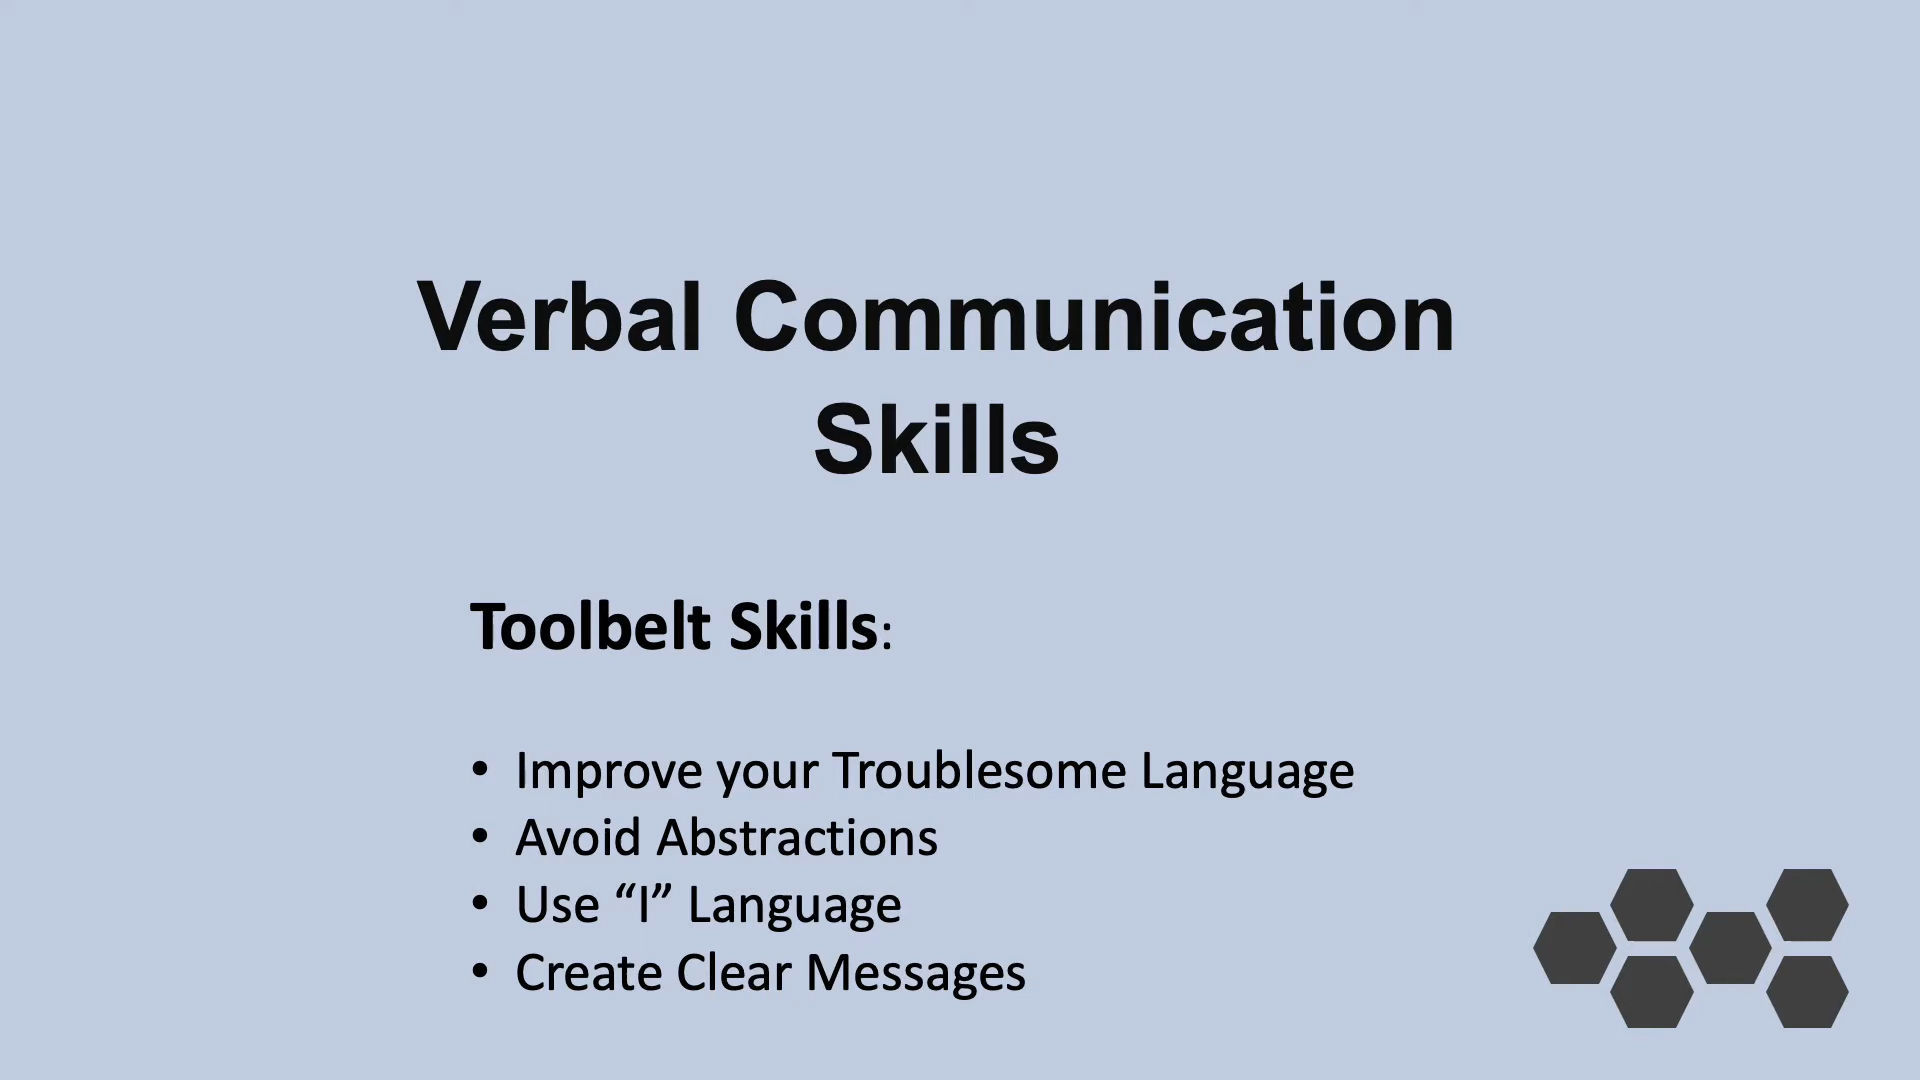 Verbal Communication
Skills
Toolbelt Skills:
• Improve your Troublesome Language
• Avoid Abstractions
• Use “I” Language
• Create Clear Messages